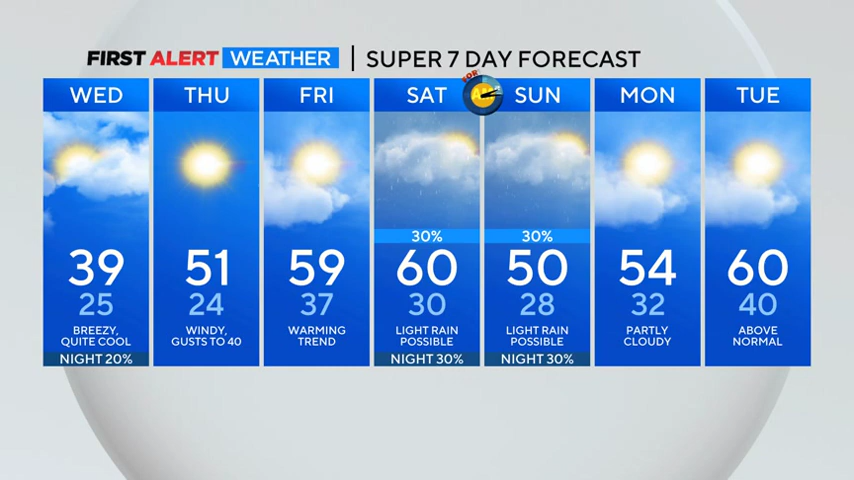 FIRST ALERT WEATHER | SUPER 7 DAY FORECAST
WED THU FRI SAT SUN MON TUE
30% 30%
39 51 59 60 50 54 60
25 24 37 30 28 32 40
BREEZY, QUITE COOL
WINDY, GUSTS TO 40
WARMING TREND
LIGHT RAIN POSSIBLE
LIGHT RAIN POSSIBLE
PARTLY CLOUDY
ABOVE NORMAL
NIGHT 20% NIGHT 30% NIGHT 30%